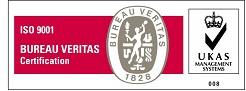 ISO 9001
BUREAU VERITAS
Certification
BUREAU VERITAS
1828
UKAS
MANAGEMENT
SYSTEMS
008